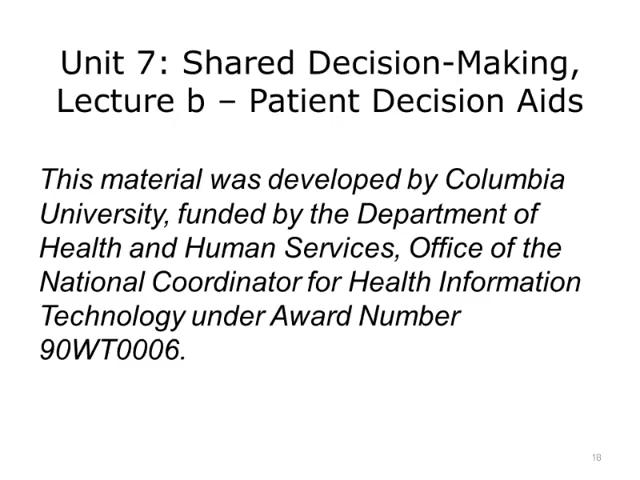 Unit 7: Shared Decision-Making,
Lecture b – Patient Decision Aids
This material was developed by Columbia
University, funded by the Department of
Health and Human Services, Office of the
National Coordinator for Health Information
Technology under Award Number
90WT0006.
18